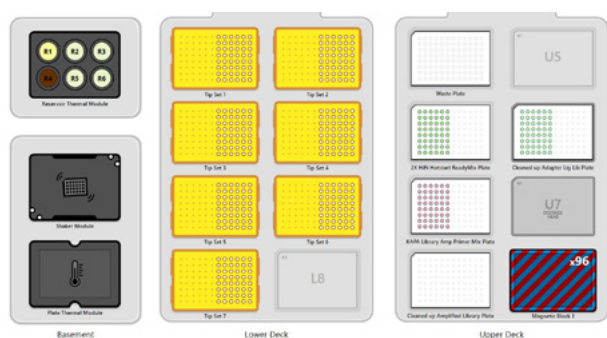 R1 R2 R3
R4 R5 R6
Reservoir Thermal Module
Shaker Module
Plate Thermal Module
Basement
Tip Set 1 Tip Set 2
Tip Set 3 Tip Set 4
Tip Set 5 Tip Set 6
L8
Tip Set 7
Lower Deck
U5
Waste Plate
2X HiFi Hotstart ReadyMix Plate Cleaned up Adaptor Lig Lib Plate
U7
KAPA Library Amp Primer Mix Plate
x96
Cleaned up Amplified Library Plate Magnetic Block
Upper Deck